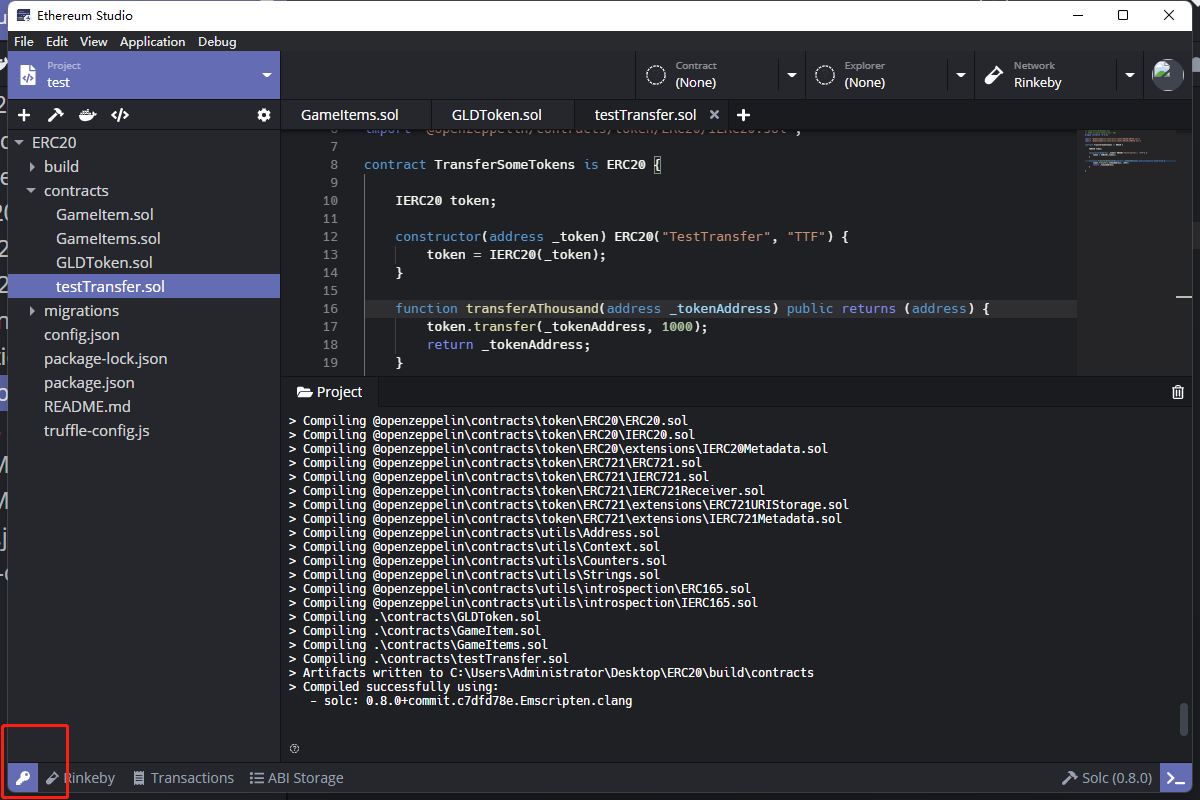 Ethereum Studio
File Edit View Application Debug
Project
test
Contract
(None)
Explorer
(None)
Network
Rinkeby
GameItems.sol
GLDToken.sol
testTransfer.sol
ERC20
build
contracts
GameItem.sol
GameItems.sol
GLDToken.sol
testTransfer.sol
migrations
config.json
package-lock.json
package.json
README.md
truffle-config.js
6 import "@openzeppelin/contracts/token/ERC20/IERC20.sol";
7
8 contract TransferSomeTokens is ERC20 {
9
10 IERC20 token;
11
12 constructor(address _token) ERC20("TestTransfer", "TTF") {
13 token = IERC20(_token);
14 }
15
16 function transferAThousand(address _tokenAddress) public returns (address) {
17 token.transfer(_tokenAddress, 1000);
18 return _tokenAddress;
19 }
Project
> Compiling @openzeppelin\contracts\token\ERC20\ERC20.sol
> Compiling @openzeppelin\contracts\token\ERC20\IERC20.sol
> Compiling @openzeppelin\contracts\token\ERC20\extensions\IERC20Metadata.sol
> Compiling @openzeppelin\contracts\token\ERC721\ERC721.sol
> Compiling @openzeppelin\contracts\token\ERC721\IERC721.sol
> Compiling @openzeppelin\contracts\token\ERC721\IERC721Receiver.sol
> Compiling @openzeppelin\contracts\token\ERC721\extensions\ERC721URIStorage.sol
> Compiling @openzeppelin\contracts\token\ERC721\extensions\IERC721Metadata.sol
> Compiling @openzeppelin\contracts\utils\Address.sol
> Compiling @openzeppelin\contracts\utils\Context.sol
> Compiling @openzeppelin\contracts\utils\Counters.sol
> Compiling @openzeppelin\contracts\utils\Strings.sol
> Compiling @openzeppelin\contracts\utils\introspection\ERC165.sol
> Compiling @openzeppelin\contracts\utils\introspection\IERC165.sol
> Compiling .\contracts\GLDToken.sol
> Compiling .\contracts\GameItem.sol
> Compiling .\contracts\GameItems.sol
> Compiling .\contracts\testTransfer.sol
> Artifacts written to C:\Users\Administrator\Desktop\ERC20\build\contracts
> Compiled successfully using:
- solc: 0.8.0+commit.c7dfd78e.Emscripten.clang
Rinkeby
Transactions
ABI Storage
Solc (0.8.0)